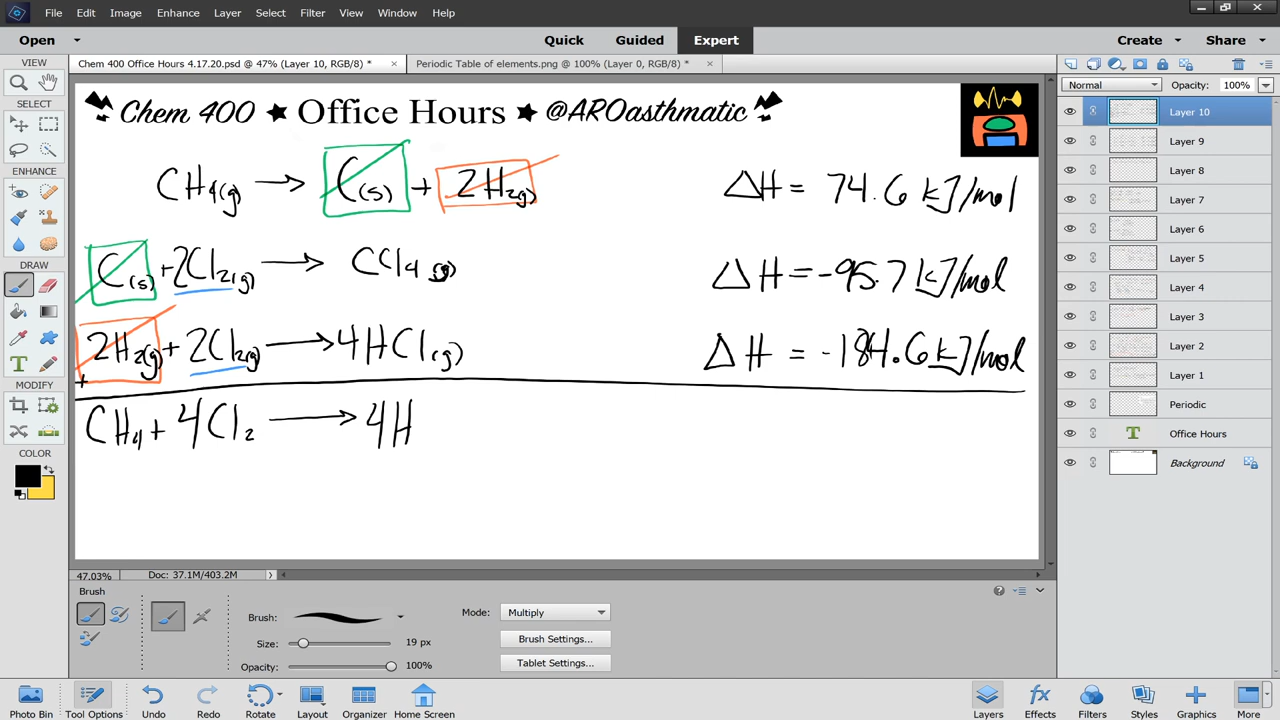 File Edit Image Enhance Layer Select Filter View Window Help
Open Quick Guided Expert Create Share
VIEW
Chem 400 Office Hours 4.17.20.psd @ 47% (Layer 10, RGB/8) * × Periodic Table of elements.png @ 100% (Layer 0, RGB/8) * ×
Normal Opacity: 100%
SELECT
ENHANCE
DRAW
MODIFY
COLOR
Chem 400 ★ Office Hours ★ @AROasthmatic
CH4(g) → C(s) + 2H2(g) ΔH = 74.6 kJ/mol
C(s) + 2Cl2(g) → CCl4 (g) ΔH = -95.7 kJ/mol
2H2(g) + 2Cl2(g) → 4HCl(g) ΔH = -184.6 kJ/mol
+
CH4 + 4Cl2 → 4H
Layer 10
Layer 9
Layer 8
Layer 7
Layer 6
Layer 5
Layer 4
Layer 3
Layer 2
Layer 1
Periodic
T Office Hours
Background
47.03% Doc: 37.1M/403.2M
Brush
Brush:
Size: 19 px
Opacity: 100%
Mode: Multiply
Brush Settings...
Tablet Settings...
Photo Bin Tool Options Undo Redo Rotate Layout Organizer Home Screen Layers Effects Filters Styles Graphics More